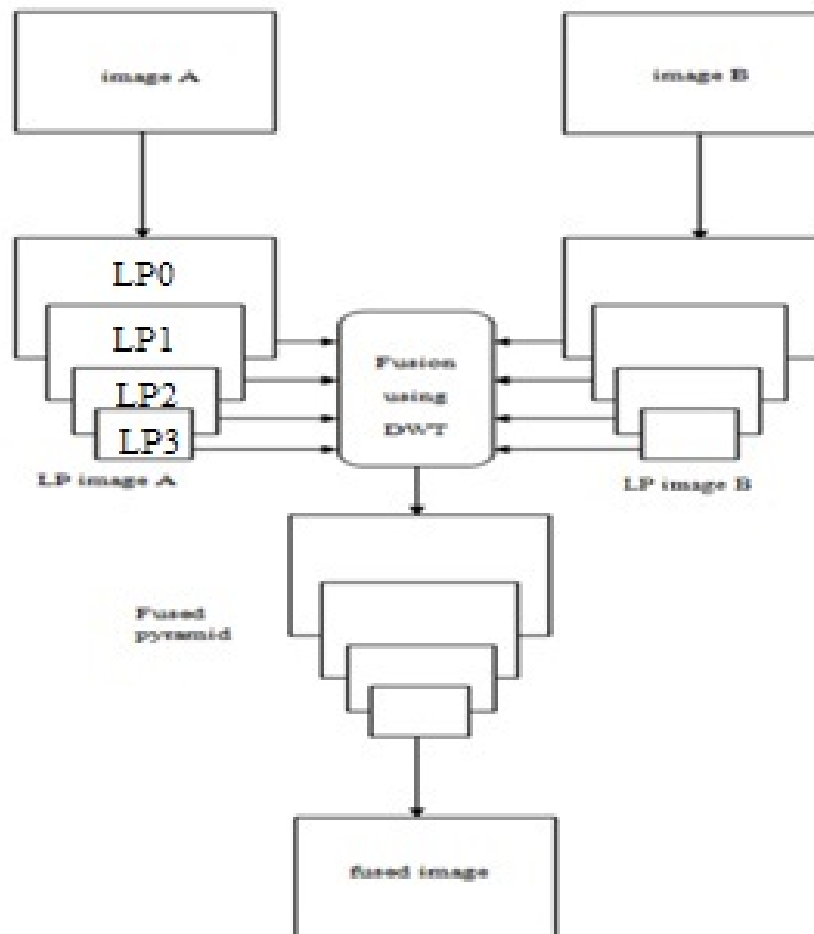 image A
image B
LP0
LP1
LP2
LP3
Fusion
using
DWT
LP image A
LP image B
Fused
pyramid
fused image